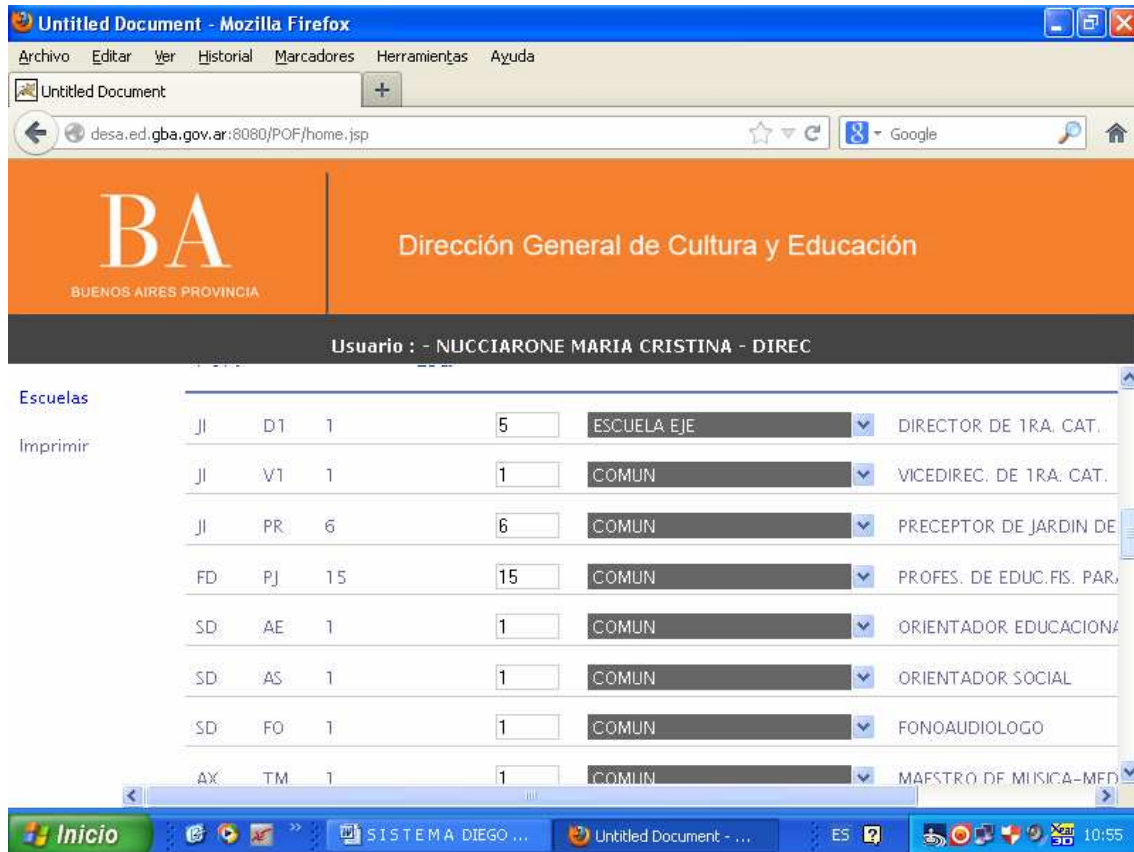 Untitled Document - Mozilla Firefox
Archivo Editar Ver Historial Marcadores Herramientas Ayuda
Untitled Document
desa.ed.gba.gov.ar:8080/POF/home.jsp Google
BA
BUENOS AIRES PROVINCIA
Dirección General de Cultura y Educación
Usuario : - NUCCIARONE MARIA CRISTINA - DIREC
Escuelas
Imprimir
JI D1 1 5 ESCUELA EJE DIRECTOR DE 1RA. CAT.
JI V1 1 1 COMUN VICEDIREC. DE 1RA. CAT.
JI PR 6 6 COMUN PRECEPTOR DE JARDIN DE
FD PJ 15 15 COMUN PROFES. DE EDUC.FIS. PARA
SD AE 1 1 COMUN ORIENTADOR EDUCACIONA
SD AS 1 1 COMUN ORIENTADOR SOCIAL
SD FO 1 1 COMUN FONOAUDIOLOGO
AX TM 1 1 COMUN MAESTRO DE MUSICA-MED
Inicio SISTEMA DIEGO ... Untitled Document - ... ES 10:55